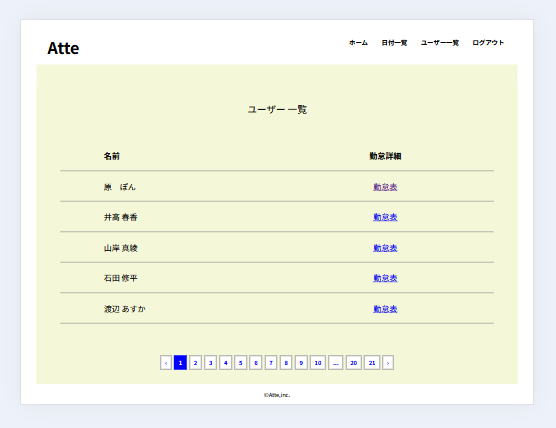 Atte
ホーム 日付一覧 ユーザー一覧 ログアウト
ユーザー 一覧
名前 勤怠詳細
原　ぽん 勤怠表
井高 春香 勤怠表
山岸 真綾 勤怠表
石田 修平 勤怠表
渡辺 あすか 勤怠表
‹ 1 2 3 4 5 6 7 8 9 10 ... 20 21 ›
©Atte,inc.